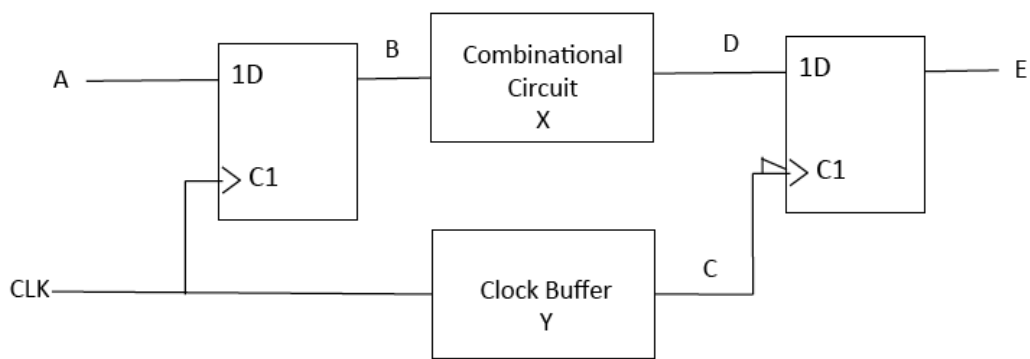 B
Combinational
Circuit
X
D
A
1D
1D
E
C1
C1
CLK
Clock Buffer
Y
C